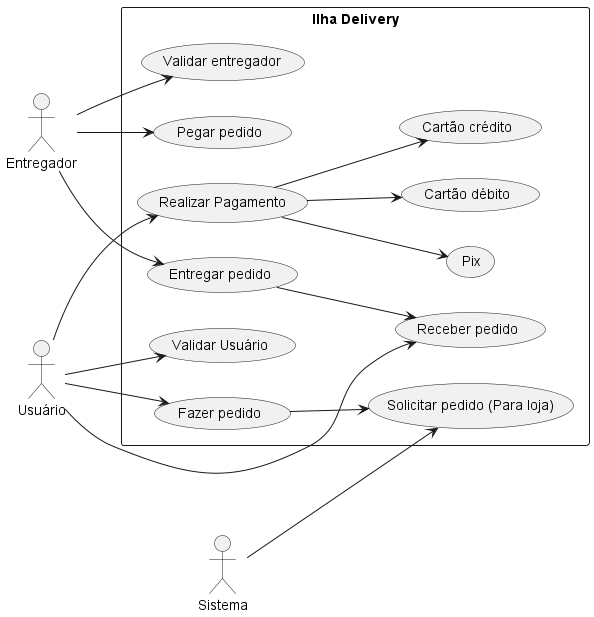 Ilha Delivery
Validar entregador
Entregador
Pegar pedido
Cartão crédito
Realizar Pagamento
Cartão débito
Entregar pedido
Pix
Validar Usuário
Receber pedido
Usuário
Fazer pedido
Solicitar pedido (Para loja)
Sistema